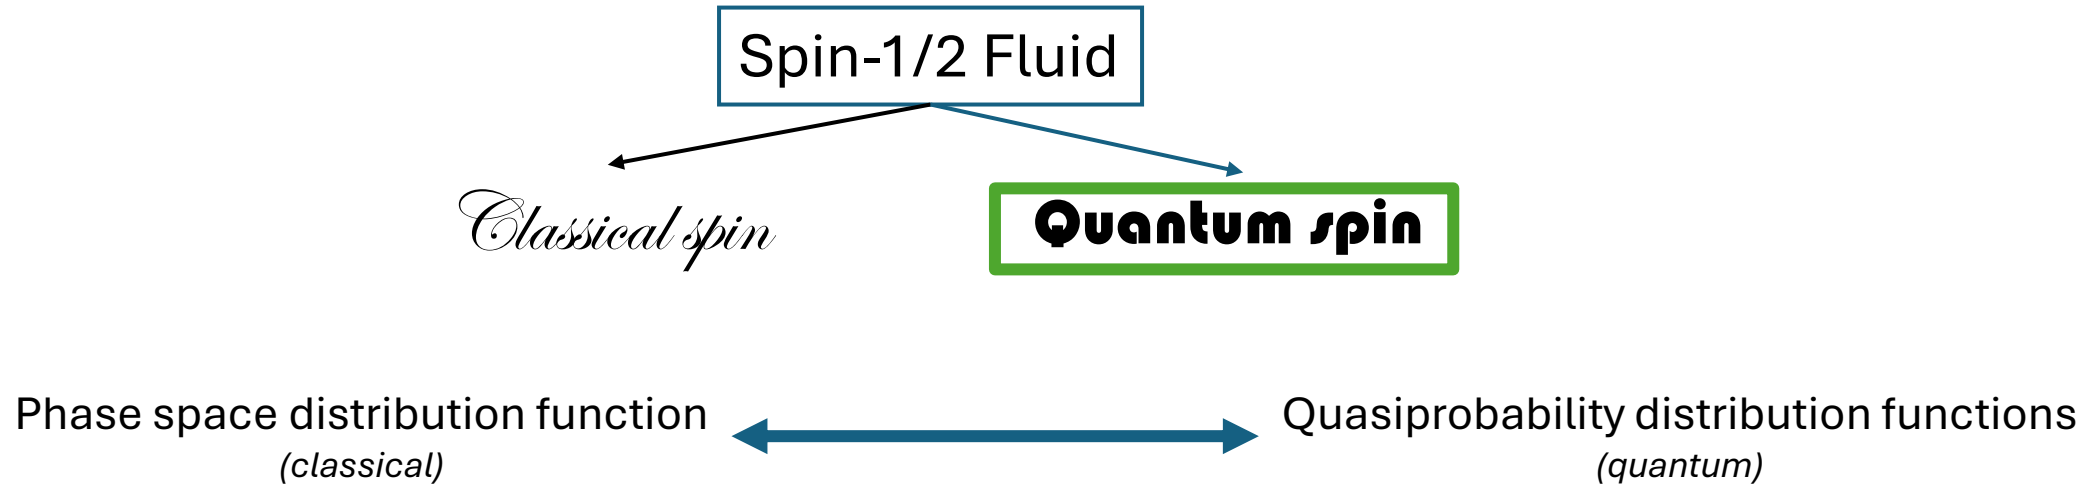 Spin-1/2 Fluid
Classical spin
Quantum spin
Phase space distribution function
(classical)
Quasiprobability distribution functions
(quantum)